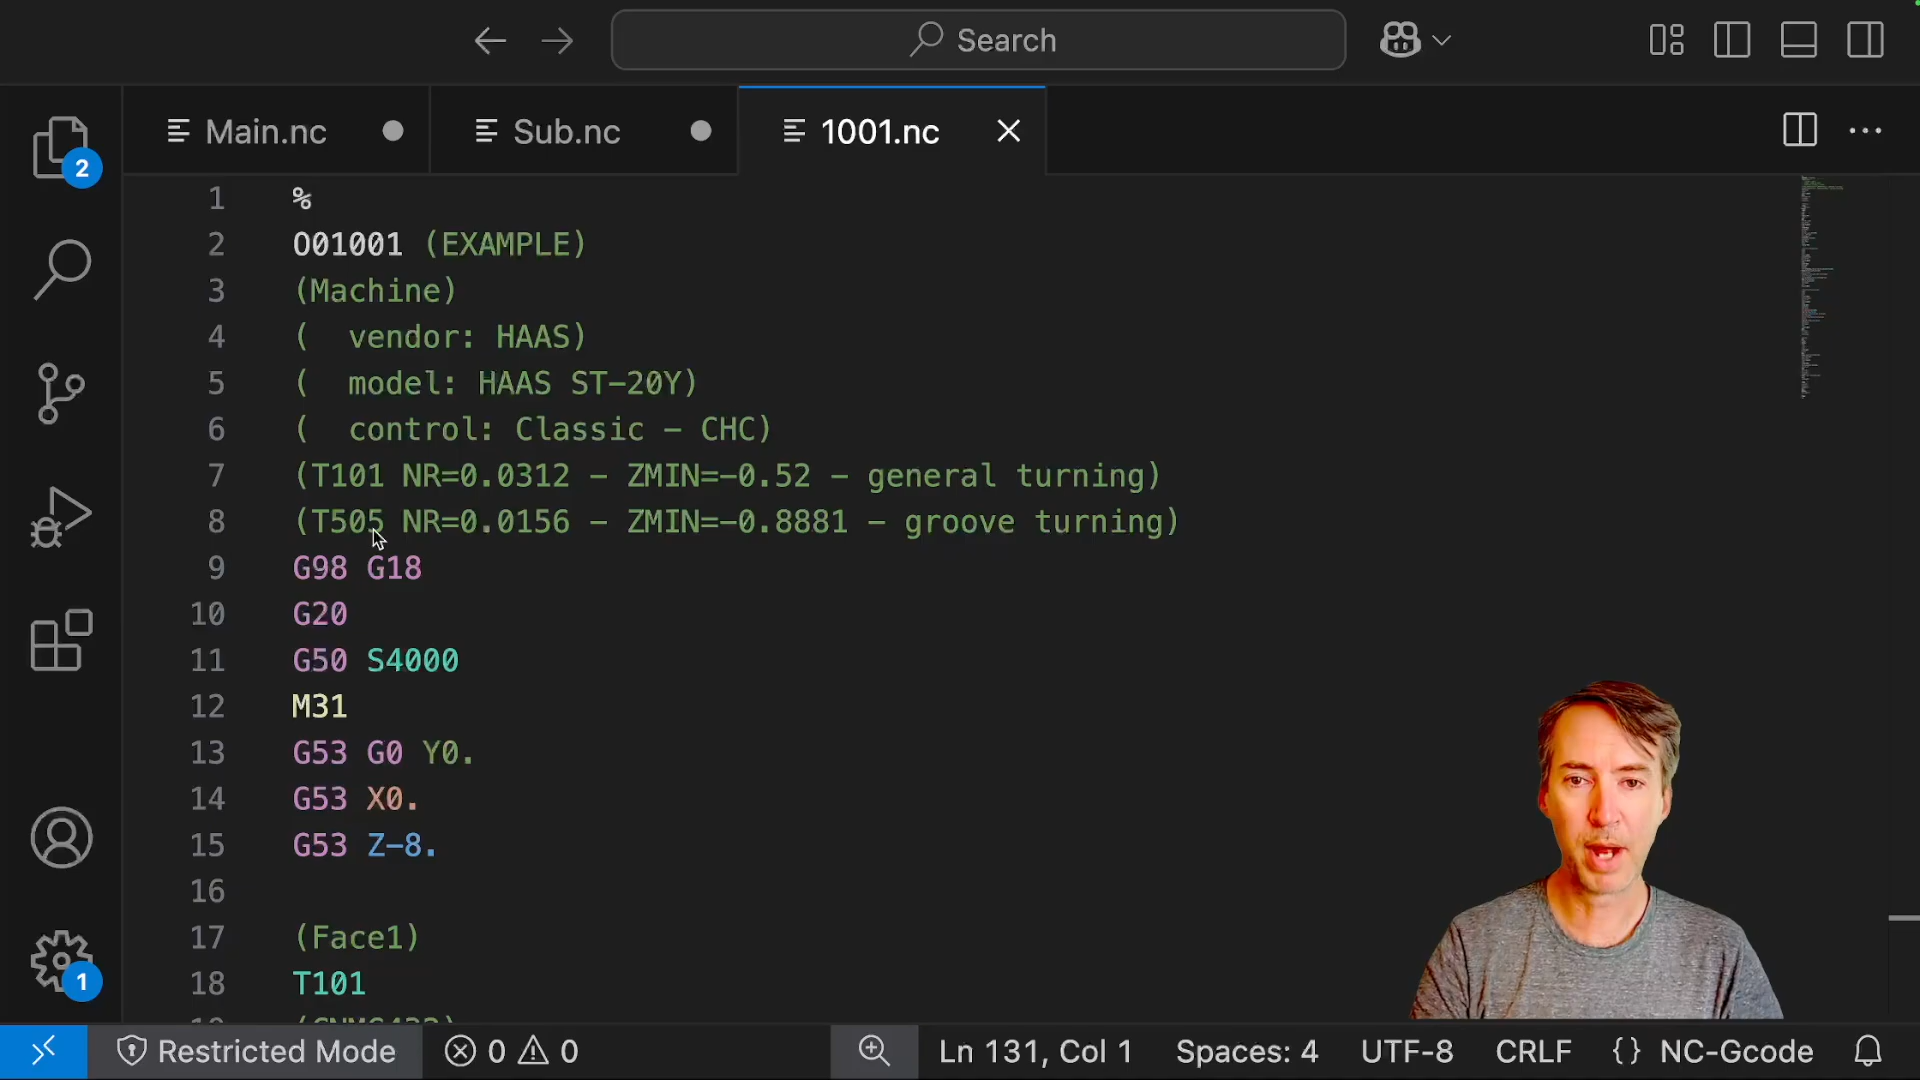 Search
Main.nc
Sub.nc
1001.nc
2
1 %
2 O01001 (EXAMPLE)
3 (Machine)
4 (  vendor: HAAS)
5 (  model: HAAS ST-20Y)
6 (  control: Classic - CHC)
7 (T101 NR=0.0312 - ZMIN=-0.52 - general turning)
8 (T505 NR=0.0156 - ZMIN=-0.8881 - groove turning)
9 G98 G18
10 G20
11 G50 S4000
12 M31
13 G53 G0 Y0.
14 G53 X0.
15 G53 Z-8.
16
17 (Face1)
18 T101
1
Restricted Mode 0 0 Ln 131, Col 1 Spaces: 4 UTF-8 CRLF {} NC-Gcode